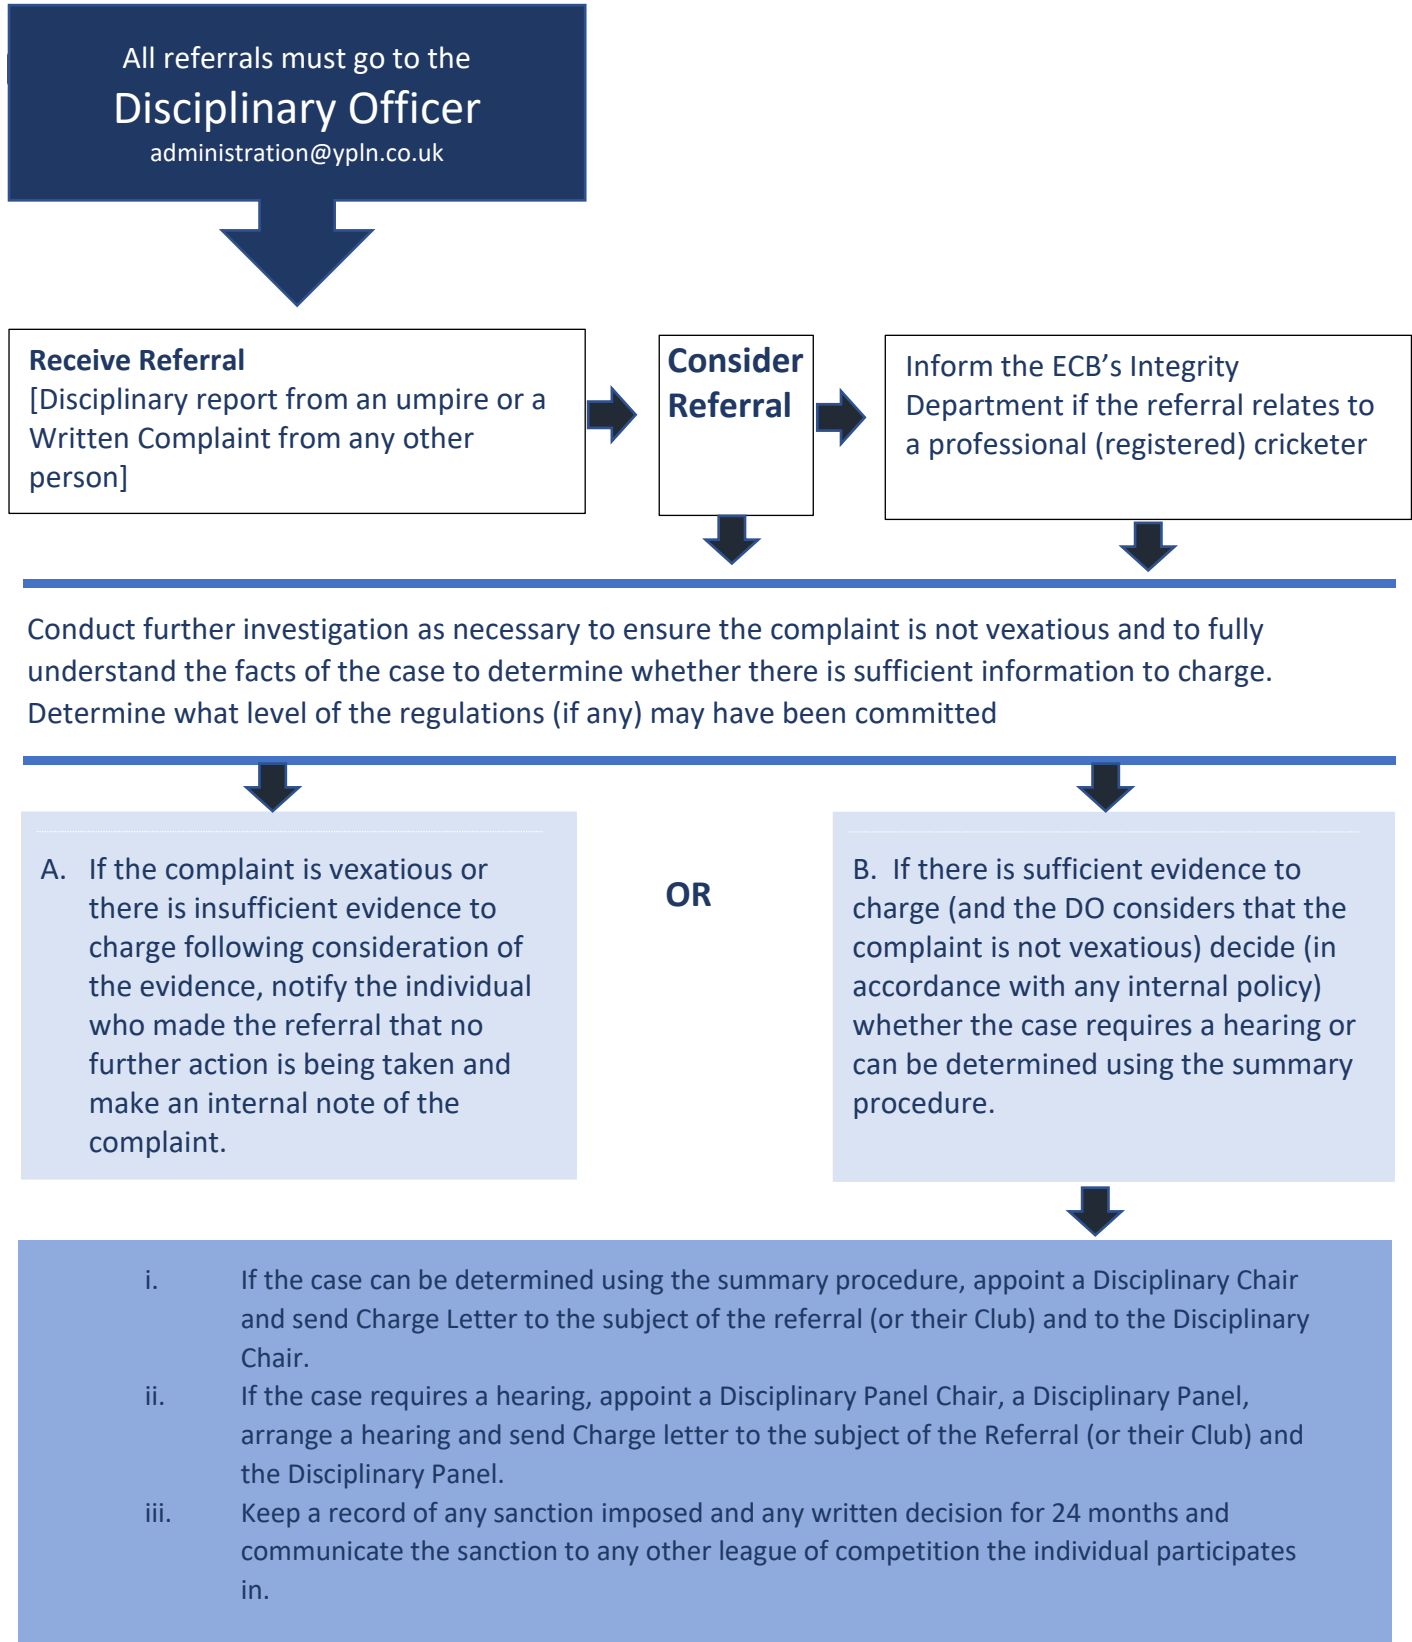 All referrals must go to the
Disciplinary Officer
administration@ypln.co.uk
Receive Referral
[Disciplinary report from an umpire or a
Written Complaint from any other
person]
Consider
Referral
Inform the ECB’s Integrity
Department if the referral relates to
a professional (registered) cricketer
Conduct further investigation as necessary to ensure the complaint is not vexatious and to fully
understand the facts of the case to determine whether there is sufficient information to charge.
Determine what level of the regulations (if any) may have been committed
A. If the complaint is vexatious or
there is insufficient evidence to
charge following consideration of
the evidence, notify the individual
who made the referral that no
further action is being taken and
make an internal note of the
complaint.
OR
B. If there is sufficient evidence to
charge (and the DO considers that the
complaint is not vexatious) decide (in
accordance with any internal policy)
whether the case requires a hearing or
can be determined using the summary
procedure.
i. If the case can be determined using the summary procedure, appoint a Disciplinary Chair
and send Charge Letter to the subject of the referral (or their Club) and to the Disciplinary
Chair.
ii. If the case requires a hearing, appoint a Disciplinary Panel Chair, a Disciplinary Panel,
arrange a hearing and send Charge letter to the subject of the Referral (or their Club) and
the Disciplinary Panel.
iii. Keep a record of any sanction imposed and any written decision for 24 months and
communicate the sanction to any other league of competition the individual participates
in.